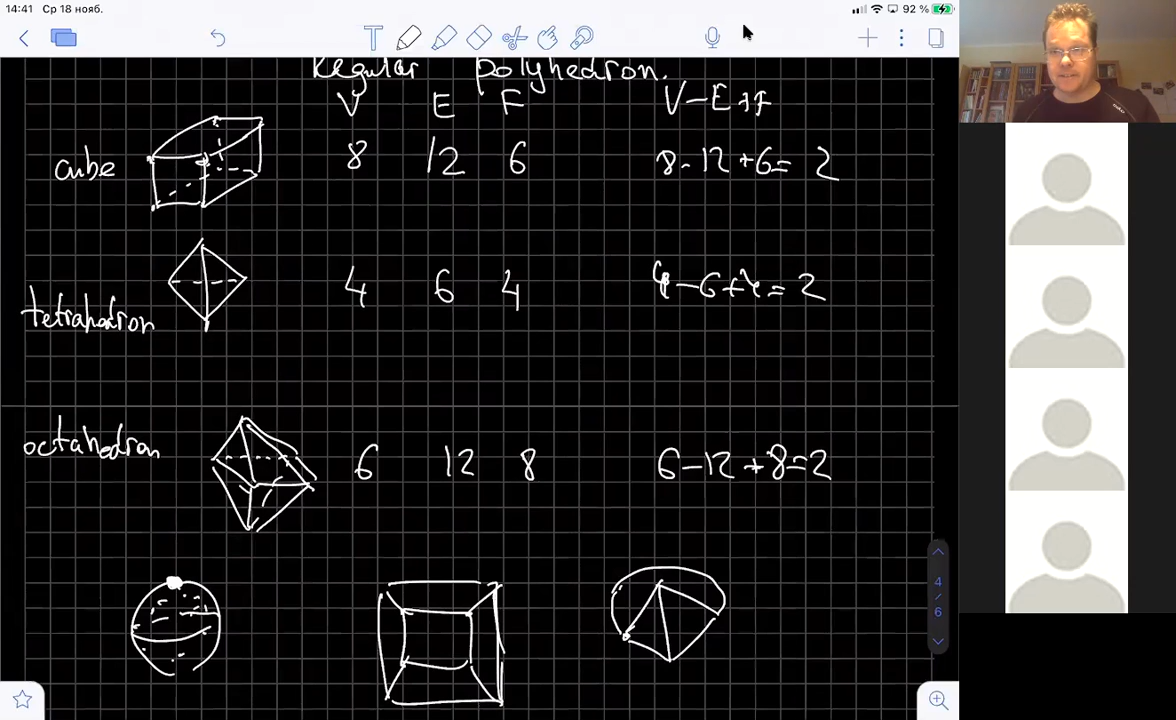 14:41 Ср 18 нояб. 92 %
T
Regular polyhedron.
V E F V-E+F
cube 8 12 6 8-12+6=2
tetrahedron 4 6 4 4-6+4=2
octahedron 6 12 8 6-12+8=2
4
/
6